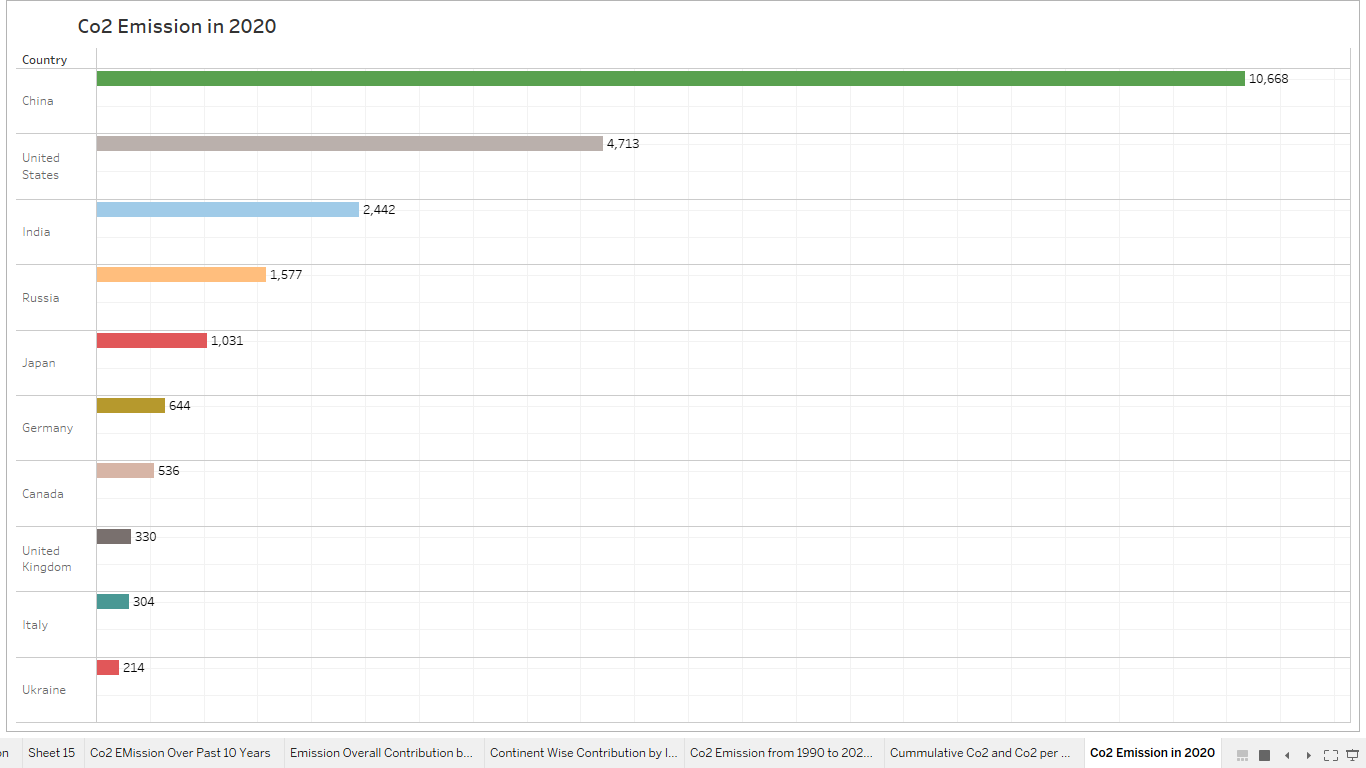 Co2 Emission in 2020
Country
China
10,668
United
States
4,713
India
2,442
Russia
1,577
Japan
1,031
Germany
644
Canada
536
United
Kingdom
330
Italy
304
Ukraine
214
on
Sheet 15
Co2 EMission Over Past 10 Years
Emission Overall Contribution b...
Continent Wise Contribution by I...
Co2 Emission from 1990 to 202...
Cummulative Co2 and Co2 per ...
Co2 Emission in 2020